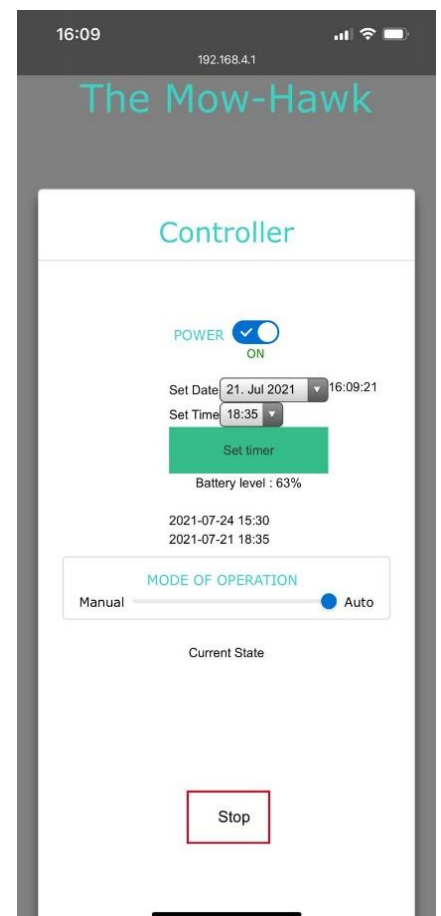 16:09
192.168.4.1
The Mow-Hawk
Controller
POWER
ON
Set Date 21. Jul 2021 16:09:21
Set Time 18:35
Set timer
Battery level : 63%
2021-07-24 15:30
2021-07-21 18:35
MODE OF OPERATION
Manual Auto
Current State
Stop